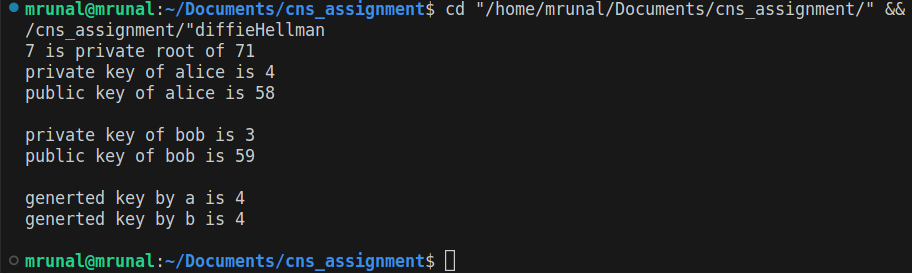 mrunal@mrunal:~/Documents/cns_assignment$ cd "/home/mrunal/Documents/cns_assignment/" &&
/cns_assignment/"diffieHellman
7 is private root of 71
private key of alice is 4
public key of alice is 58
private key of bob is 3
public key of bob is 59
generted key by a is 4
generted key by b is 4
mrunal@mrunal:~/Documents/cns_assignment$